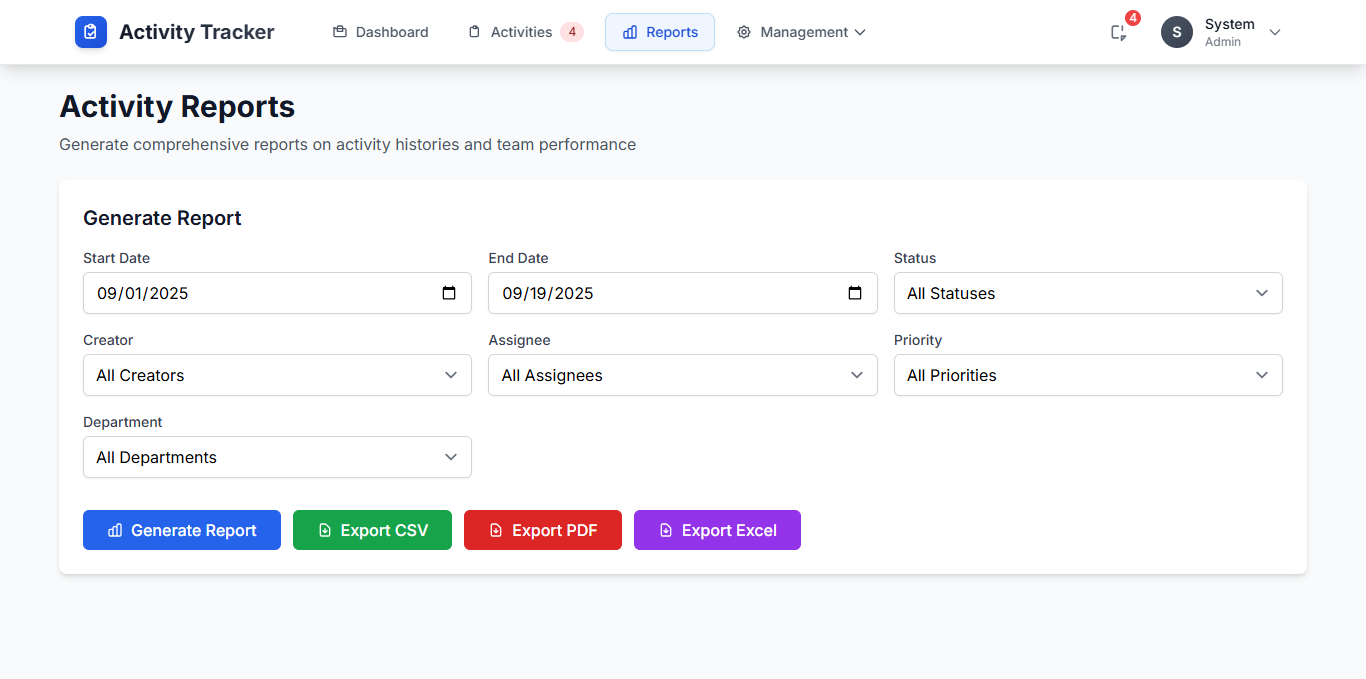 Activity Tracker
Dashboard
Activities 4
Reports
Management
4
S
System
Admin
Activity Reports
Generate comprehensive reports on activity histories and team performance
Generate Report
Start Date
End Date
Status
09/01/2025
09/19/2025
All Statuses
Creator
Assignee
Priority
All Creators
All Assignees
All Priorities
Department
All Departments
Generate Report
Export CSV
Export PDF
Export Excel